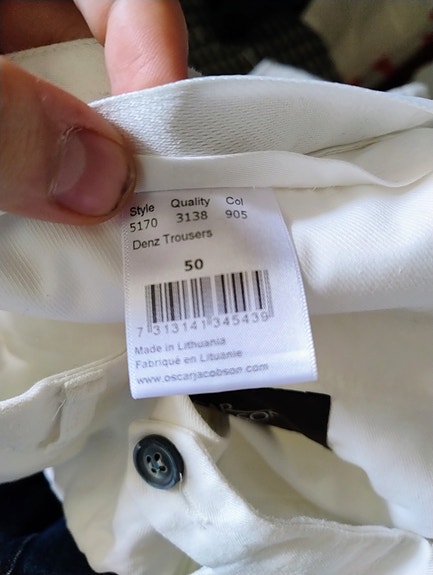 Style Quality Col
5170 3138 905
Denz Trousers
50
7 313141 345439
Made in Lithuania
Fabriqué en Lituanie
www.oscarjacobson.com